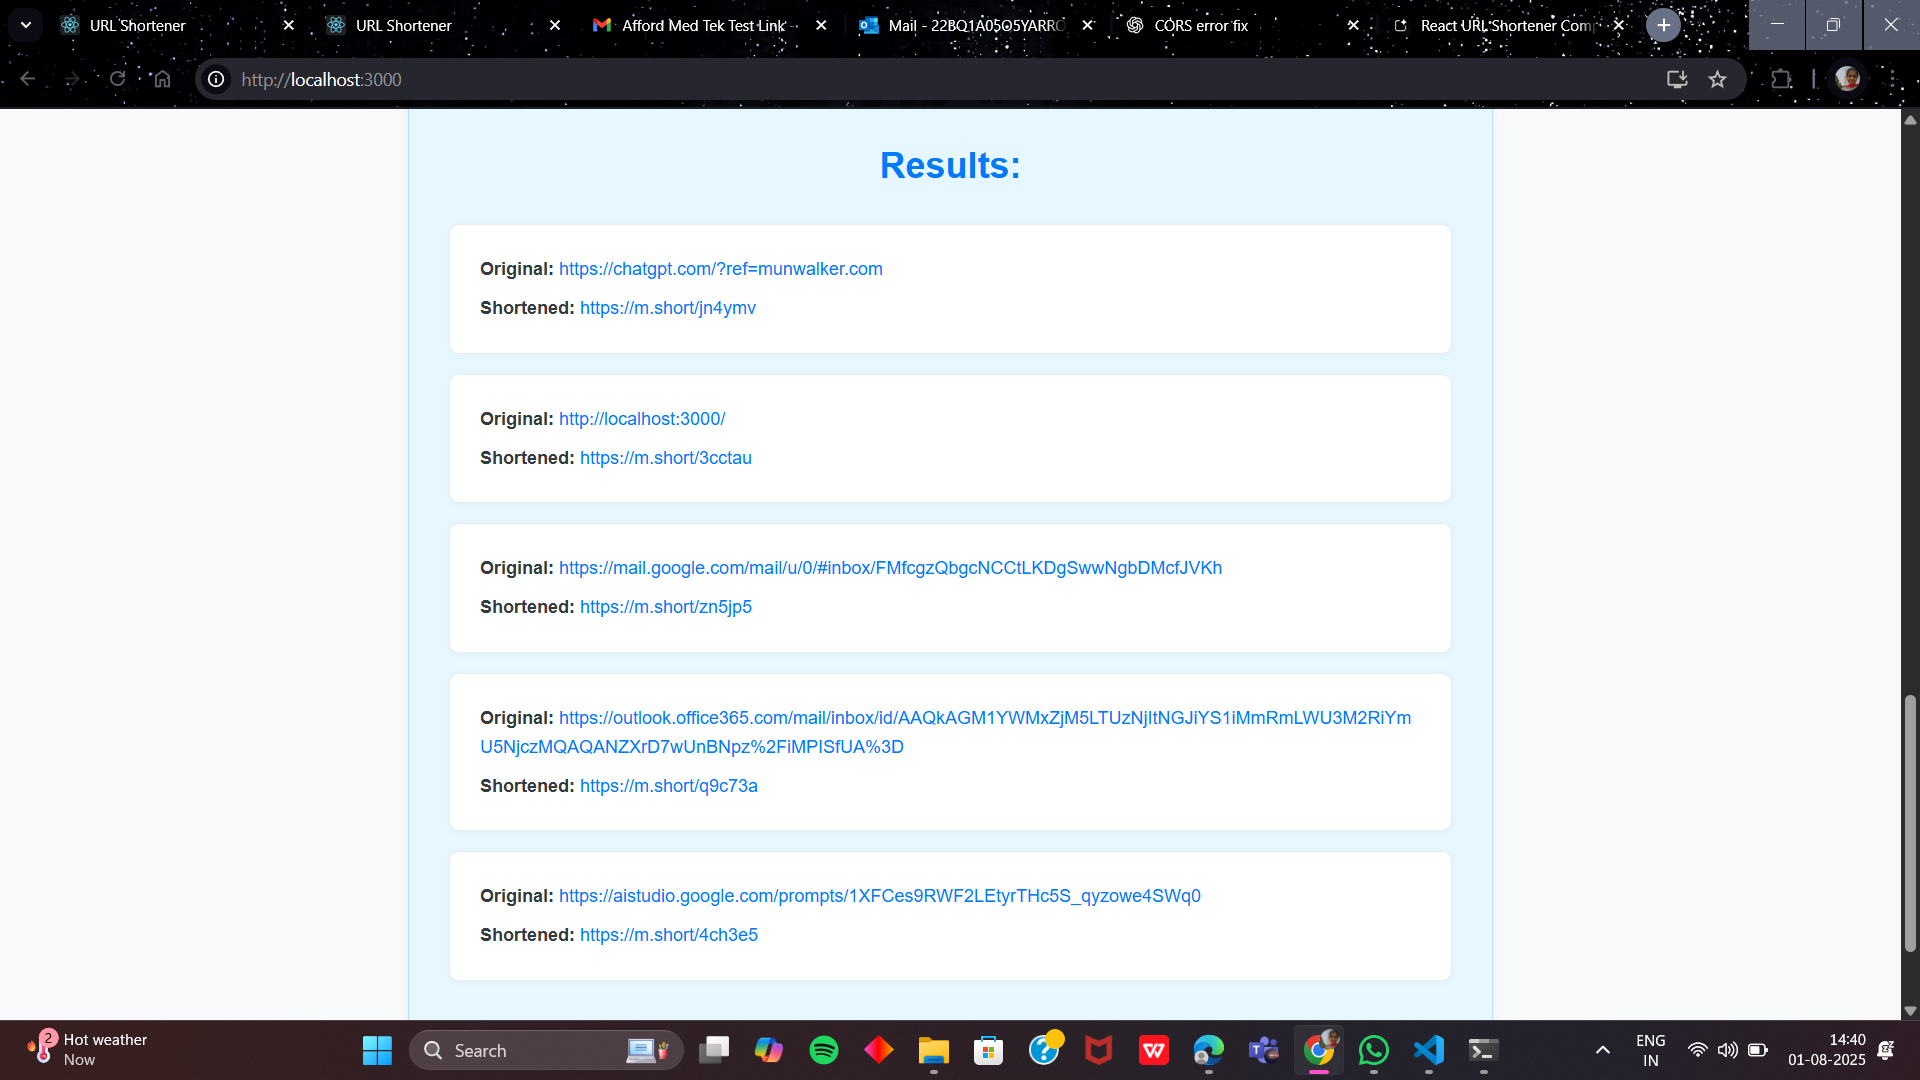 URL Shortener
URL Shortener
Afford Med Tek Test Link -
Mail - 22BQ1A05O5YARRO
CORS error fix
React URL Shortener Comp
http://localhost:3000
Results:
Original: https://chatgpt.com/?ref=munwalker.com
Shortened: https://m.short/jn4ymv
Original: http://localhost:3000/
Shortened: https://m.short/3cctau
Original: https://mail.google.com/mail/u/0/#inbox/FMfcgzQbgcNCCtLKDgSwwNgbDMcfJVKh
Shortened: https://m.short/zn5jp5
Original: https://outlook.office365.com/mail/inbox/id/AAQkAGM1YWMxZjM5LTUzNjItNGJiYS1iMmRmLWU3M2RiYm
U5NjczMQAQANZXrD7wUnBNpz%2FiMPISfUA%3D
Shortened: https://m.short/q9c73a
Original: https://aistudio.google.com/prompts/1XFCes9RWF2LEtyrTHc5S_qyzowe4SWq0
Shortened: https://m.short/4ch3e5
2
Hot weather
Now
Search
ENG
IN
14:40
01-08-2025